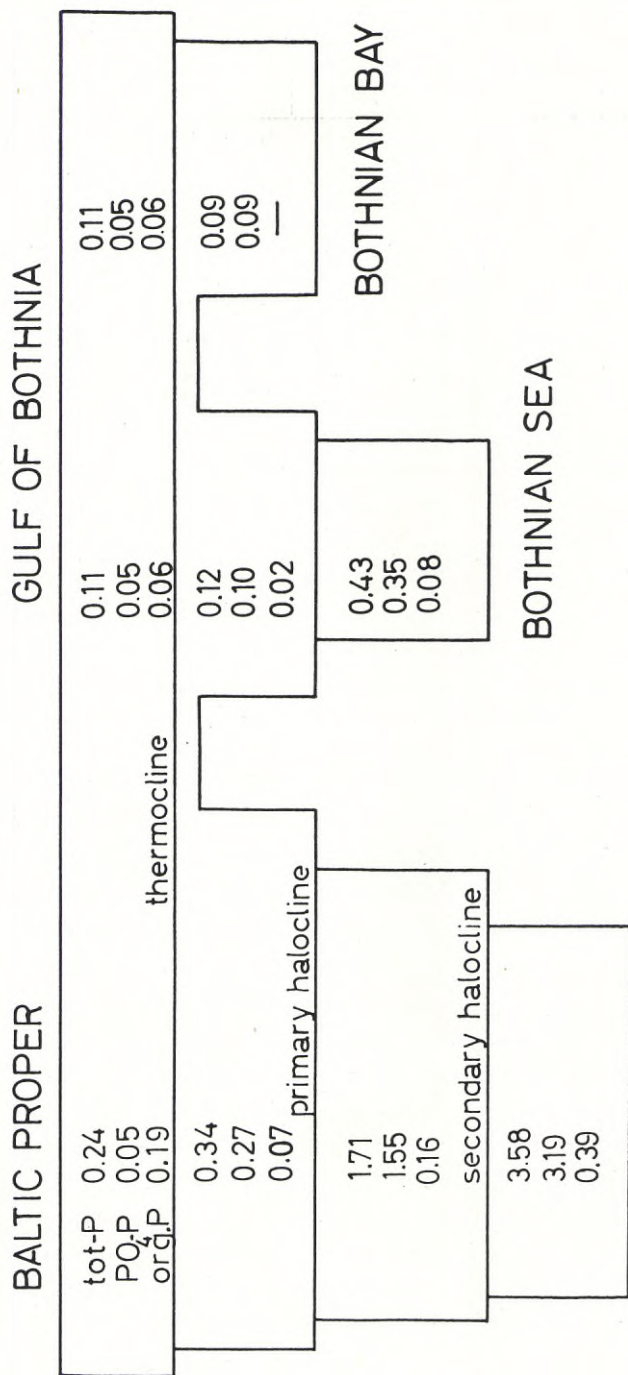 BALTIC PROPER
GULF OF BOTHNIA
tot-P 0.24
PO4-P 0.05
org.P 0.19
thermocline
0.11
0.05
0.06
0.11
0.05
0.06
0.34
0.27
0.07
primary halocline
0.12
0.10
0.02
0.09
0.09
—
BOTHNIAN BAY
1.71
1.55
0.16
secondary halocline
0.43
0.35
0.08
BOTHNIAN SEA
3.58
3.19
0.39